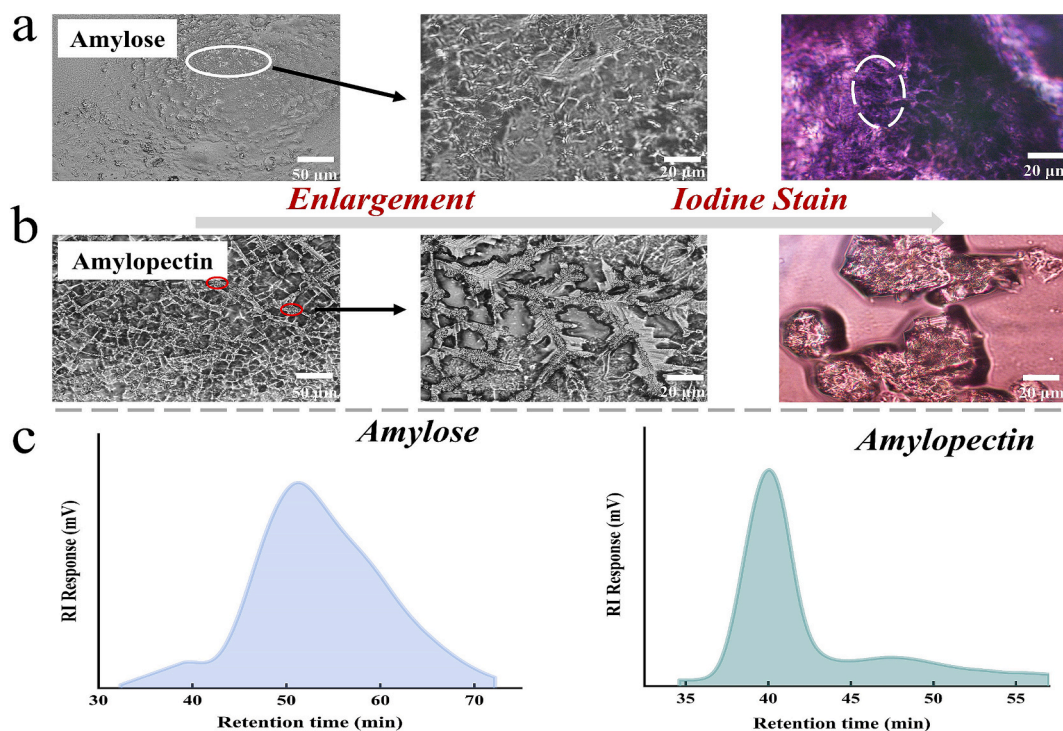 a
Amylose
50 μm
20 μm
20 μm
Enlargement
Iodine Stain
b
Amylopectin
50 μm
20 μm
20 μm
c
Amylose
RI Response (mV)
30 40 50 60 70
Retention time (min)
Amylopectin
RI Response (mV)
35 40 45 50 55
Retention time (min)